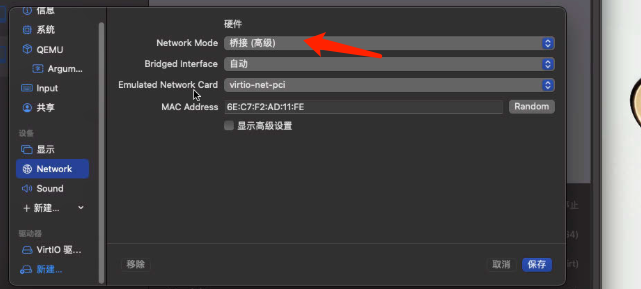 信息
硬件
系统
Network Mode 桥接 (高级)
QEMU
Bridged Interface 自动
Argum...
Emulated Network Card virtio-net-pci
Input
MAC Address 6E:C7:F2:AD:11:FE Random
共享
显示高级设置
设备
显示
Network
Sound
+ 新建...
驱动器
VirtIO 驱...
新建...
移除
取消
保存